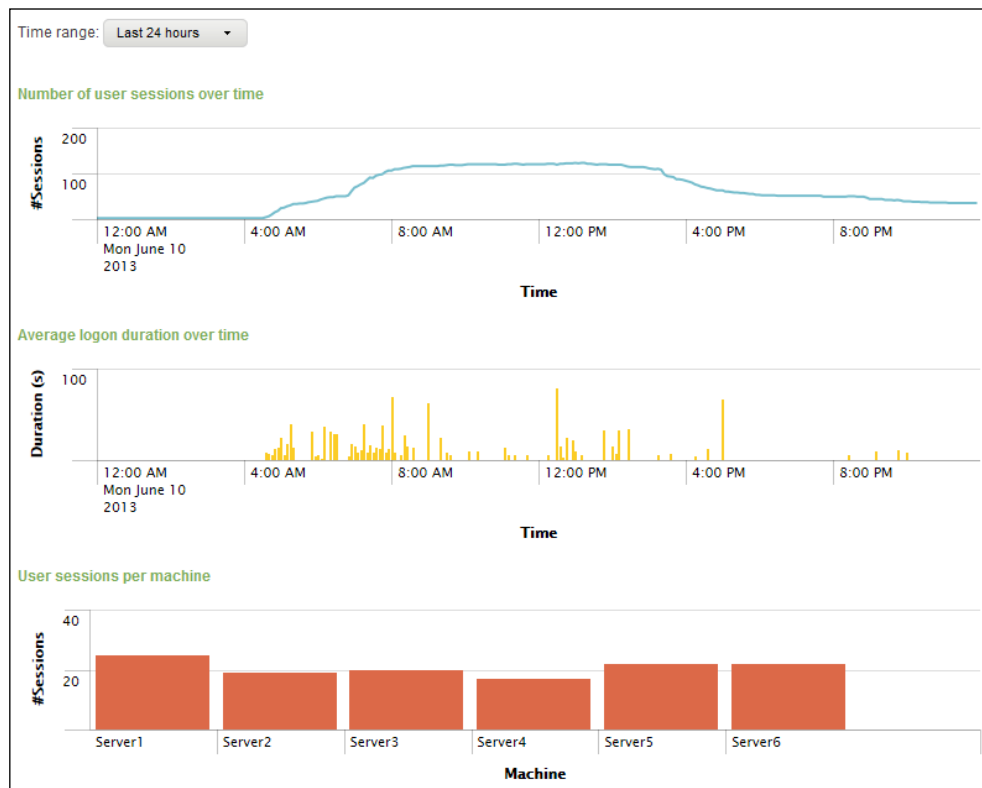 Time range: Last 24 hours
Number of user sessions over time
#Sessions
200
100
12:00 AM 4:00 AM 8:00 AM 12:00 PM 4:00 PM 8:00 PM
Mon June 10
2013
Time
Average logon duration over time
Duration (s)
100
12:00 AM 4:00 AM 8:00 AM 12:00 PM 4:00 PM 8:00 PM
Mon June 10
2013
Time
User sessions per machine
#Sessions
40
20
Server1 Server2 Server3 Server4 Server5 Server6
Machine